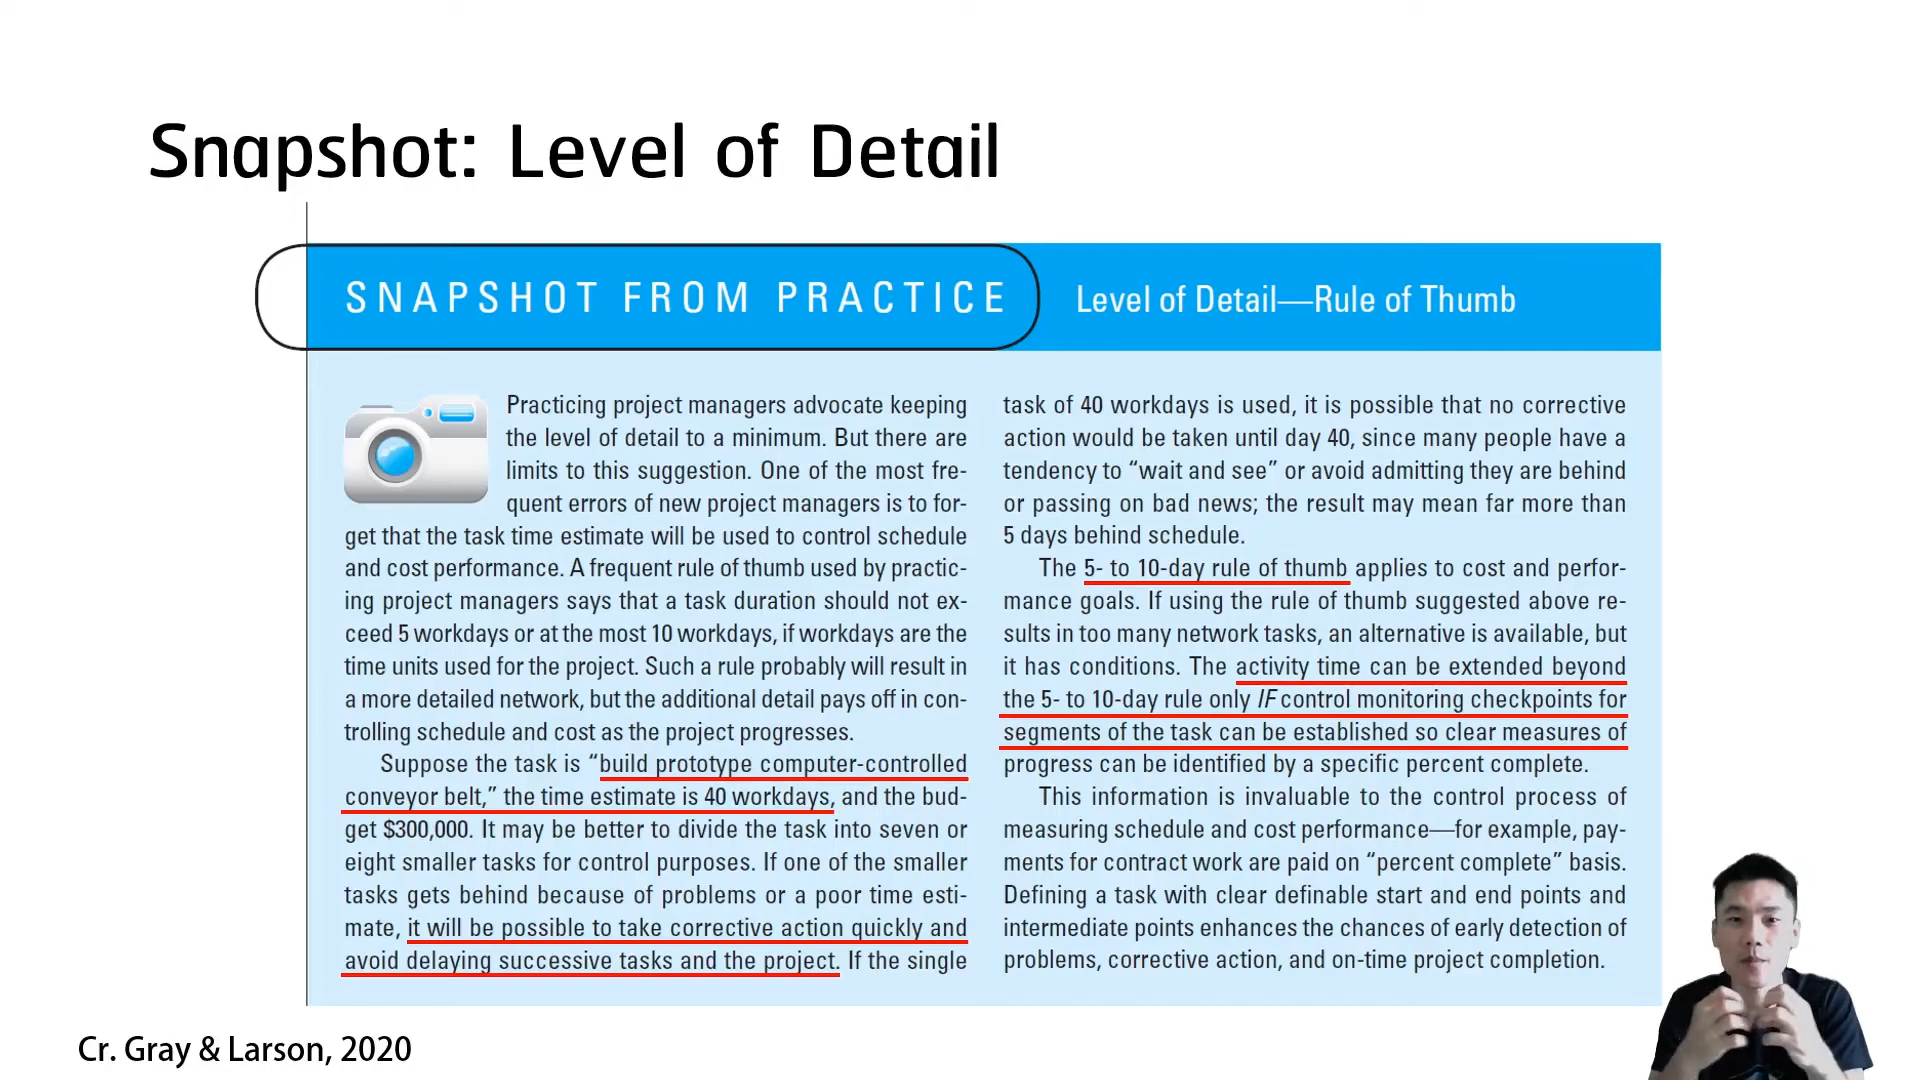 Snapshot: Level of Detail
SNAPSHOT FROM PRACTICE
Level of Detail—Rule of Thumb
Practicing project managers advocate keeping
the level of detail to a minimum. But there are
limits to this suggestion. One of the most fre-
quent errors of new project managers is to for-
get that the task time estimate will be used to control schedule
and cost performance. A frequent rule of thumb used by practic-
ing project managers says that a task duration should not ex-
ceed 5 workdays or at the most 10 workdays, if workdays are the
time units used for the project. Such a rule probably will result in
a more detailed network, but the additional detail pays off in con-
trolling schedule and cost as the project progresses.
Suppose the task is “build prototype computer-controlled
conveyor belt,” the time estimate is 40 workdays, and the bud-
get $300,000. It may be better to divide the task into seven or
eight smaller tasks for control purposes. If one of the smaller
tasks gets behind because of problems or a poor time esti-
mate, it will be possible to take corrective action quickly and
avoid delaying successive tasks and the project. If the single
task of 40 workdays is used, it is possible that no corrective
action would be taken until day 40, since many people have a
tendency to “wait and see” or avoid admitting they are behind
or passing on bad news; the result may mean far more than
5 days behind schedule.
The 5- to 10-day rule of thumb applies to cost and perfor-
mance goals. If using the rule of thumb suggested above re-
sults in too many network tasks, an alternative is available, but
it has conditions. The activity time can be extended beyond
the 5- to 10-day rule only IF control monitoring checkpoints for
segments of the task can be established so clear measures of
progress can be identified by a specific percent complete.
This information is invaluable to the control process of
measuring schedule and cost performance—for example, pay-
ments for contract work are paid on “percent complete” basis.
Defining a task with clear definable start and end points and
intermediate points enhances the chances of early detection of
problems, corrective action, and on-time project completion.
Cr. Gray & Larson, 2020